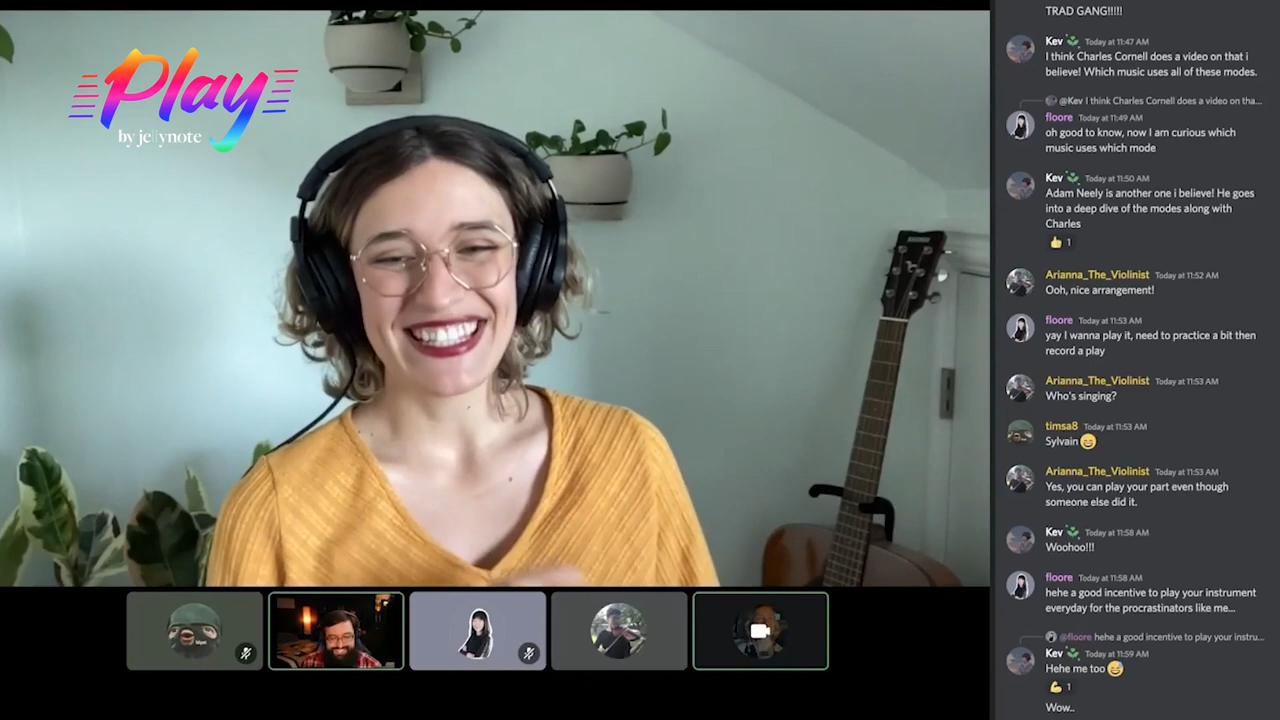 Play
by jellynote
TRAD GANG!!!!!
Kev Today at 11:47 AM
I think Charles Cornell does a video on that i
believe! Which music uses all of these modes.
@Kev I think Charles Cornell does a video on tha...
floore Today at 11:49 AM
oh good to know, now I am curious which
music uses which mode
Kev Today at 11:50 AM
Adam Neely is another one i believe! He goes
into a deep dive of the modes along with
Charles
👍 1
Arianna_The_Violinist Today at 11:52 AM
Ooh, nice arrangement!
floore Today at 11:53 AM
yay I wanna play it, need to practice a bit then
record a play
Arianna_The_Violinist Today at 11:53 AM
Who's singing?
timsa8 Today at 11:53 AM
Sylvain 😄
Arianna_The_Violinist Today at 11:53 AM
Yes, you can play your part even though
someone else did it.
Kev Today at 11:58 AM
Woohoo!!!
floore Today at 11:58 AM
hehe a good incentive to play your instrument
everyday for the procrastinators like me...
@floore hehe a good incentive to play your instru...
Kev Today at 11:59 AM
Hehe me too 😅
💪 1
Wow..